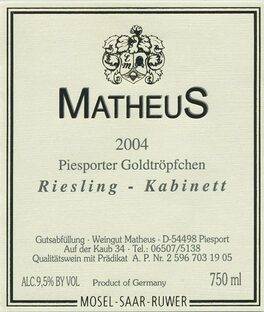 MATHEUS
2004
Piesporter Goldtröpfchen
Riesling - Kabinett
Gutsabfüllung · Weingut Matheus · D-54498 Piesport
Auf der Kaub 34 · Tel.: 06507/5138
Qualitätswein mit Prädikat A. P. Nr. 2 596 703 19 05
ALC.9,5% BY VOL Product of Germany 750 ml
MOSEL-SAAR-RUWER